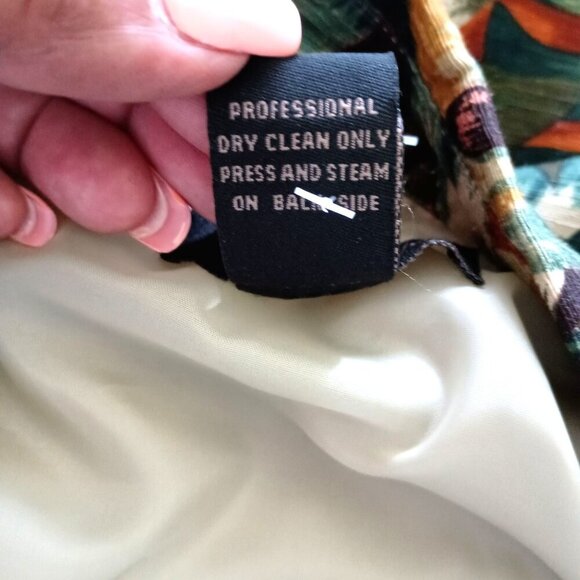 PROFESSIONAL
DRY CLEAN ONLY
PRESS AND STEAM
ON BACKSIDE